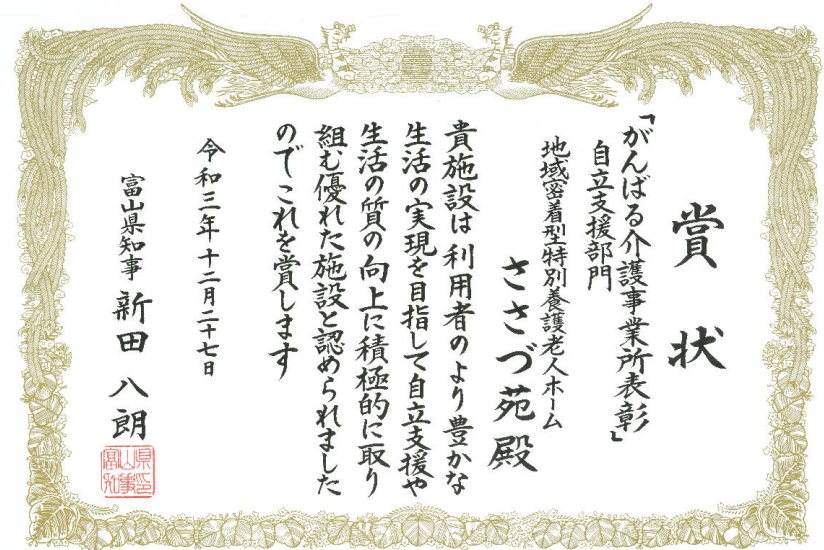 賞状
「がんばる介護事業所表彰」
自立支援部門
地域密着型特別養護老人ホーム
ささづ苑殿
貴施設は利用者のより豊かな
生活の実現を目指して自立支援や
生活の質の向上に積極的に取り
組む優れた施設と認められました
のでこれを賞します
令和三年十二月二十七日
富山県知事 新田八朗
富山県知事印